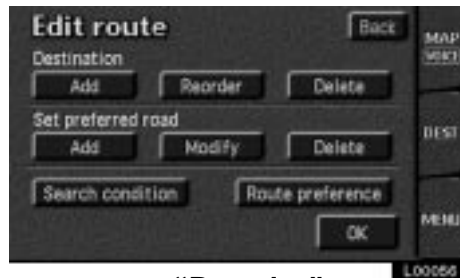 Edit route Back
MAP
VOICE
Destination
Add Reorder Delete
Set preferred road
Add Modify Delete
DEST
Search condition Route preference
OK
MENU
L00056